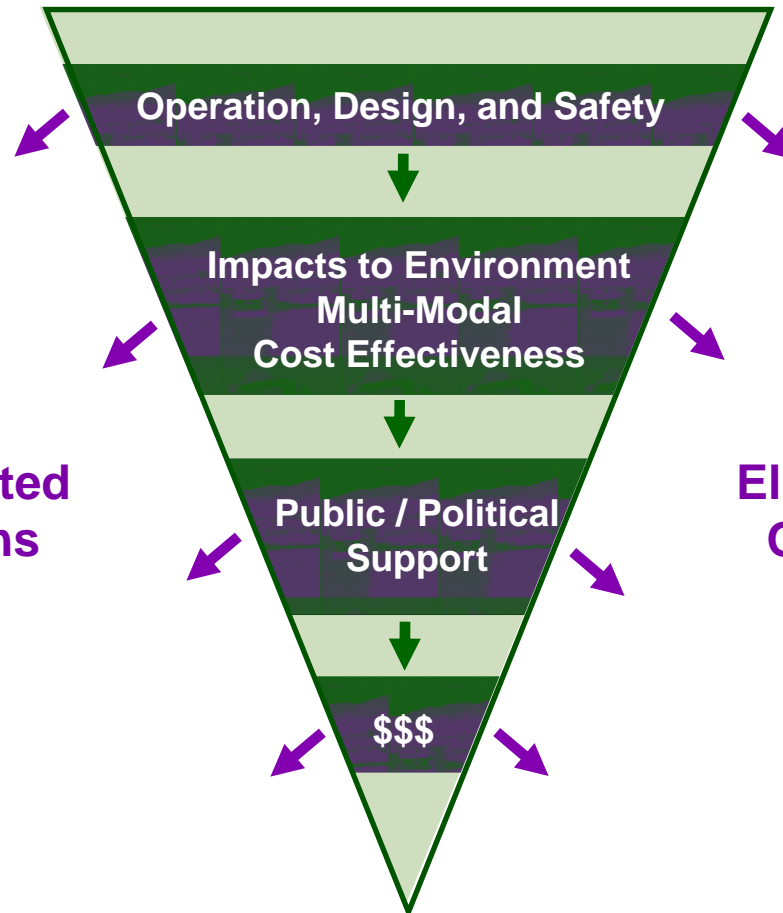 Operation, Design, and Safety
Impacts to Environment
Multi-Modal
Cost Effectiveness
Public / Political
Support
$$$